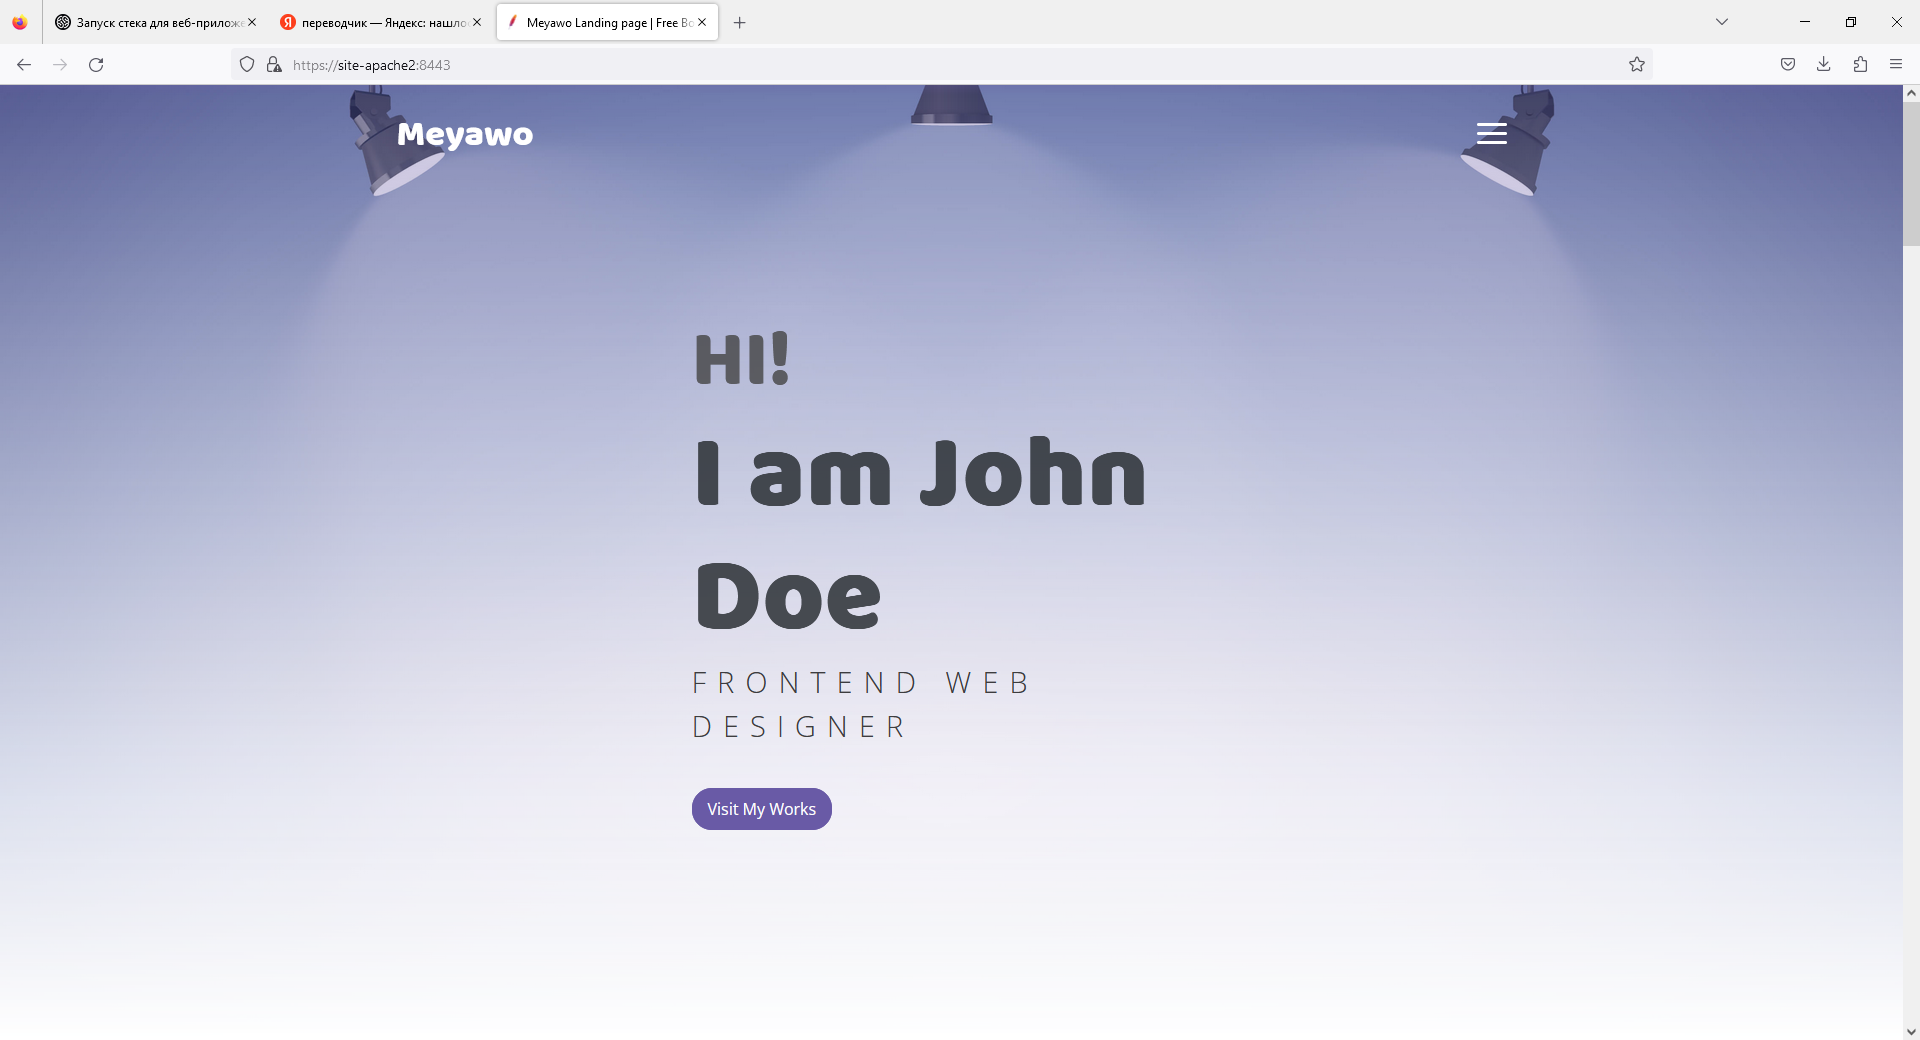 Запуск стека для веб-приложе
переводчик — Яндекс: нашло
Meyawo Landing page | Free Bo
https://site-apache2:8443
Meyawo
HI!
I am John
Doe
FRONTEND WEB
DESIGNER
Visit My Works